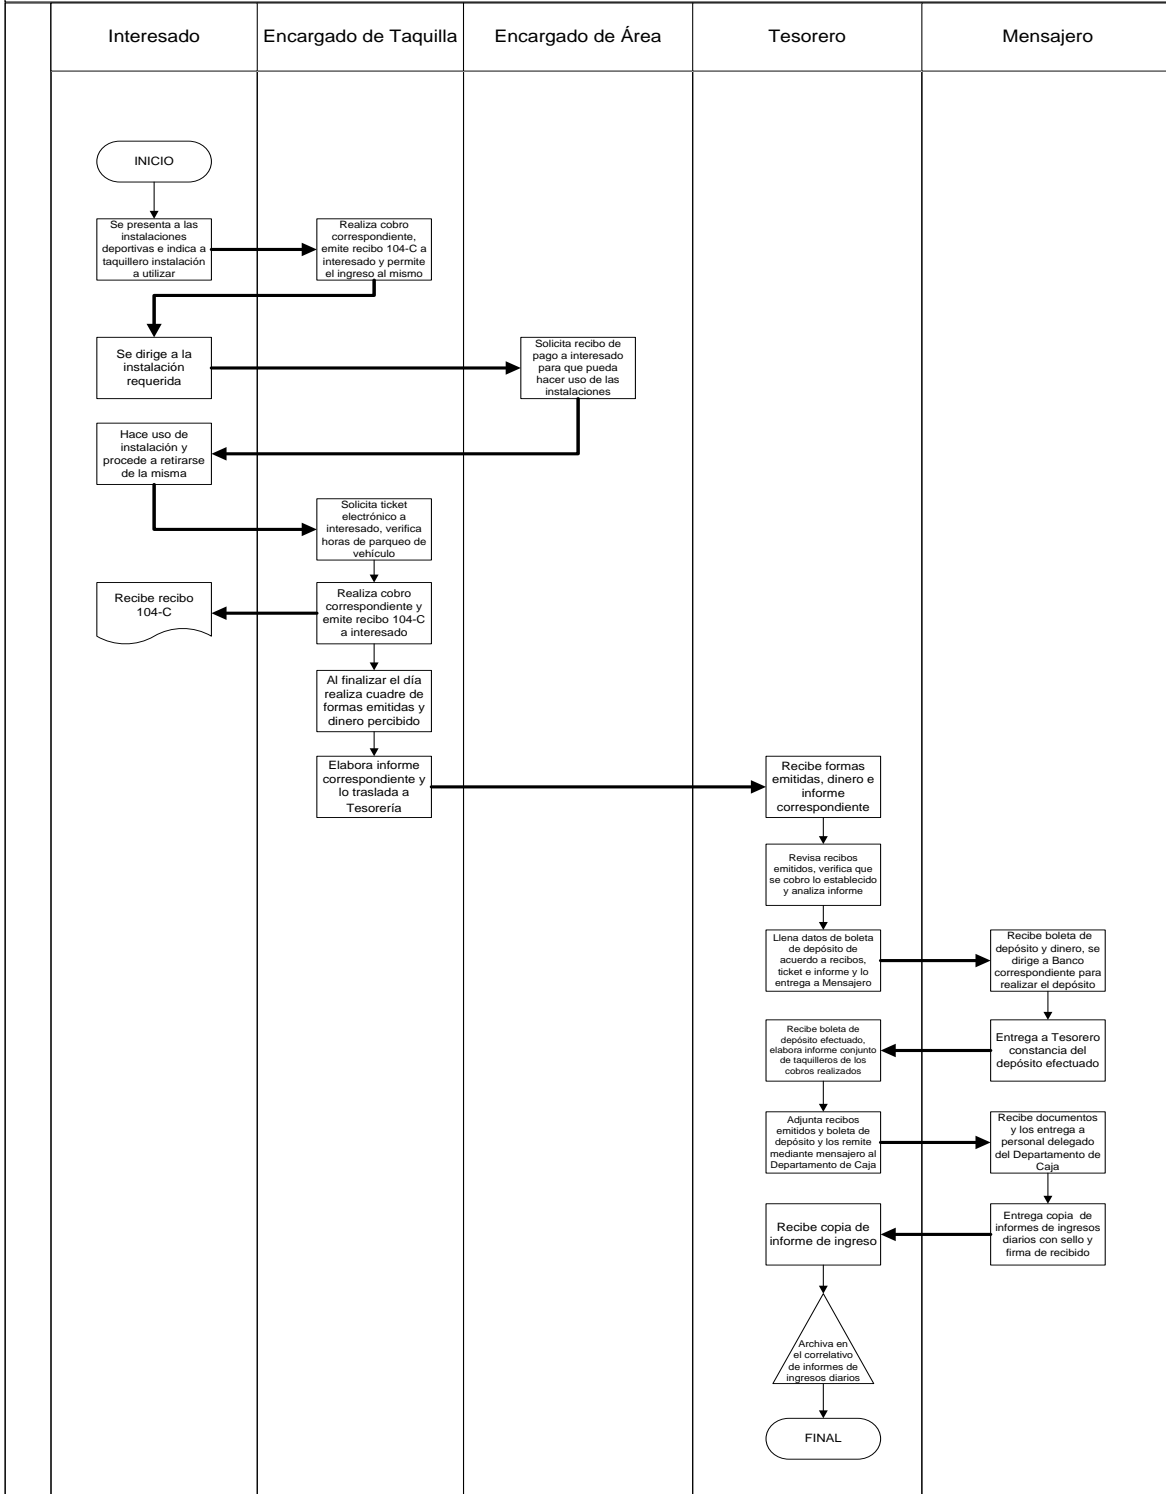 Interesado
Encargado de Taquilla
Encargado de Área
Tesorero
Mensajero
INICIO
Se presenta a las
instalaciones
deportivas e indica a
taquillero instalación
a utilizar
Realiza cobro
correspondiente,
emite recibo 104-C a
interesado y permite
el ingreso al mismo
Se dirige a la
instalación
requerida
Solicita recibo de
pago a interesado
para que pueda
hacer uso de las
instalaciones
Hace uso de
instalación y
procede a retirarse
de la misma
Solicita ticket
electrónico a
interesado, verifica
horas de parqueo de
vehículo
Realiza cobro
correspondiente y
emite recibo 104-C
a interesado
Recibe recibo
104-C
Al finalizar el día
realiza cuadre de
formas emitidas y
dinero percibido
Elabora informe
correspondiente y
lo traslada a
Tesorería
Recibe formas
emitidas, dinero e
informe
correspondiente
Revisa recibos
emitidos, verifica que
se cobro lo establecido
y analiza informe
Llena datos de boleta
de depósito de
acuerdo a recibos,
ticket e informe y lo
entrega a Mensajero
Recibe boleta de
depósito y dinero, se
dirige a Banco
correspondiente para
realizar el depósito
Entrega a Tesorero
constancia del
depósito efectuado
Recibe boleta de
depósito efectuado,
elabora informe conjunto
de taquilleros de los
cobros realizados
Adjunta recibos
emitidos y boleta de
depósito y los remite
mediante mensajero al
Departamento de Caja
Recibe documentos
y los entrega a
personal delegado
del Departamento de
Caja
Entrega copia de
informes de ingresos
diarios con sello y
firma de recibido
Recibe copia de
informe de ingreso
Archiva en
el correlativo
de informes de
ingresos diarios
FINAL